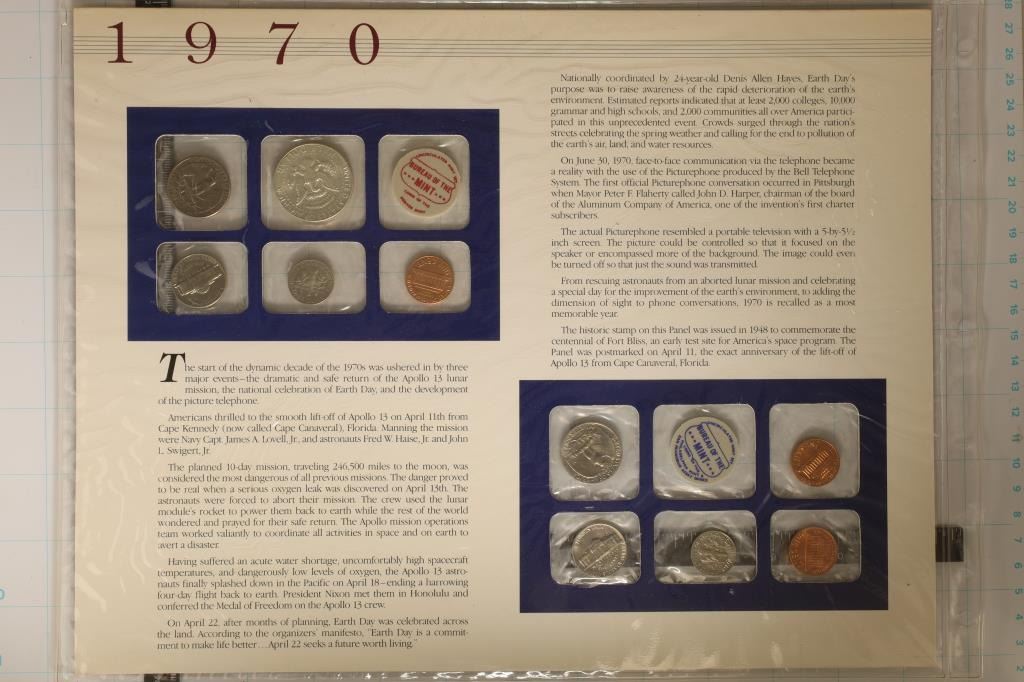 1970
BUREAU OF THE
MINT
The start of the dynamic decade of the 1970s was ushered in by three
major events—the dramatic and safe return of the Apollo 13 lunar
mission, the national celebration of Earth Day, and the development
of the picture telephone.
Americans thrilled to the smooth lift-off of Apollo 13 on April 11th from
Cape Kennedy (now called Cape Canaveral), Florida. Manning the mission
were Navy Capt. James A. Lovell, Jr., and astronauts Fred W. Haise, Jr. and John
L. Swigert, Jr.
The planned 10-day mission, traveling 246,500 miles to the moon, was
considered the most dangerous of all previous missions. The danger proved
to be real when a serious oxygen leak was discovered on April 13th. The
astronauts were forced to abort their mission. The crew used the lunar
module's rocket to power them back to earth while the rest of the world
wondered and prayed for their safe return. The Apollo mission operations
team worked valiantly to coordinate all activities in space and on earth to
avert a disaster.
Having suffered an acute water shortage, uncomfortably high spacecraft
temperatures, and dangerously low levels of oxygen, the Apollo 13 astro-
nauts finally splashed down in the Pacific on April 18—ending a harrowing
four-day flight back to earth. President Nixon met them in Honolulu and
conferred the Medal of Freedom on the Apollo 13 crew.
On April 22, after months of planning, Earth Day was celebrated across
the land. According to the organizers' manifesto, "Earth Day is a commit-
ment to make life better...April 22 seeks a future worth living."
Nationally coordinated by 24-year-old Denis Allen Hayes, Earth Day's
purpose was to raise awareness of the rapid deterioration of the earth's
environment. Estimated reports indicated that at least 2,000 colleges, 10,000
grammar and high schools, and 2,000 communities all over America partici-
pated in this unprecedented event. Crowds surged through the nation's
streets celebrating the spring weather and calling for the end to pollution of
the earth's air, land, and water resources.
On June 30, 1970, face-to-face communication via the telephone became
a reality with the use of the Picturephone produced by the Bell Telephone
System. The first official Picturephone conversation occurred in Pittsburgh
when Mayor Peter F. Flaherty called John D. Harper, chairman of the board
of the Aluminum Company of America, one of the invention's first charter
subscribers.
The actual Picturephone resembled a portable television with a 5-by-5½
inch screen. The picture could be controlled so that it focused on the
speaker or encompassed more of the background. The image could even
be turned off so that just the sound was transmitted.
From rescuing astronauts from an aborted lunar mission and celebrating
a special day for the improvement of the earth's environment, to adding the
dimension of sight to phone conversations, 1970 is recalled as a most
memorable year.
The historic stamp on this Panel was issued in 1948 to commemorate the
centennial of Fort Bliss, an early test site for America's space program. The
Panel was postmarked on April 11, the exact anniversary of the lift-off of
Apollo 13 from Cape Canaveral, Florida.
BUREAU OF THE
MINT